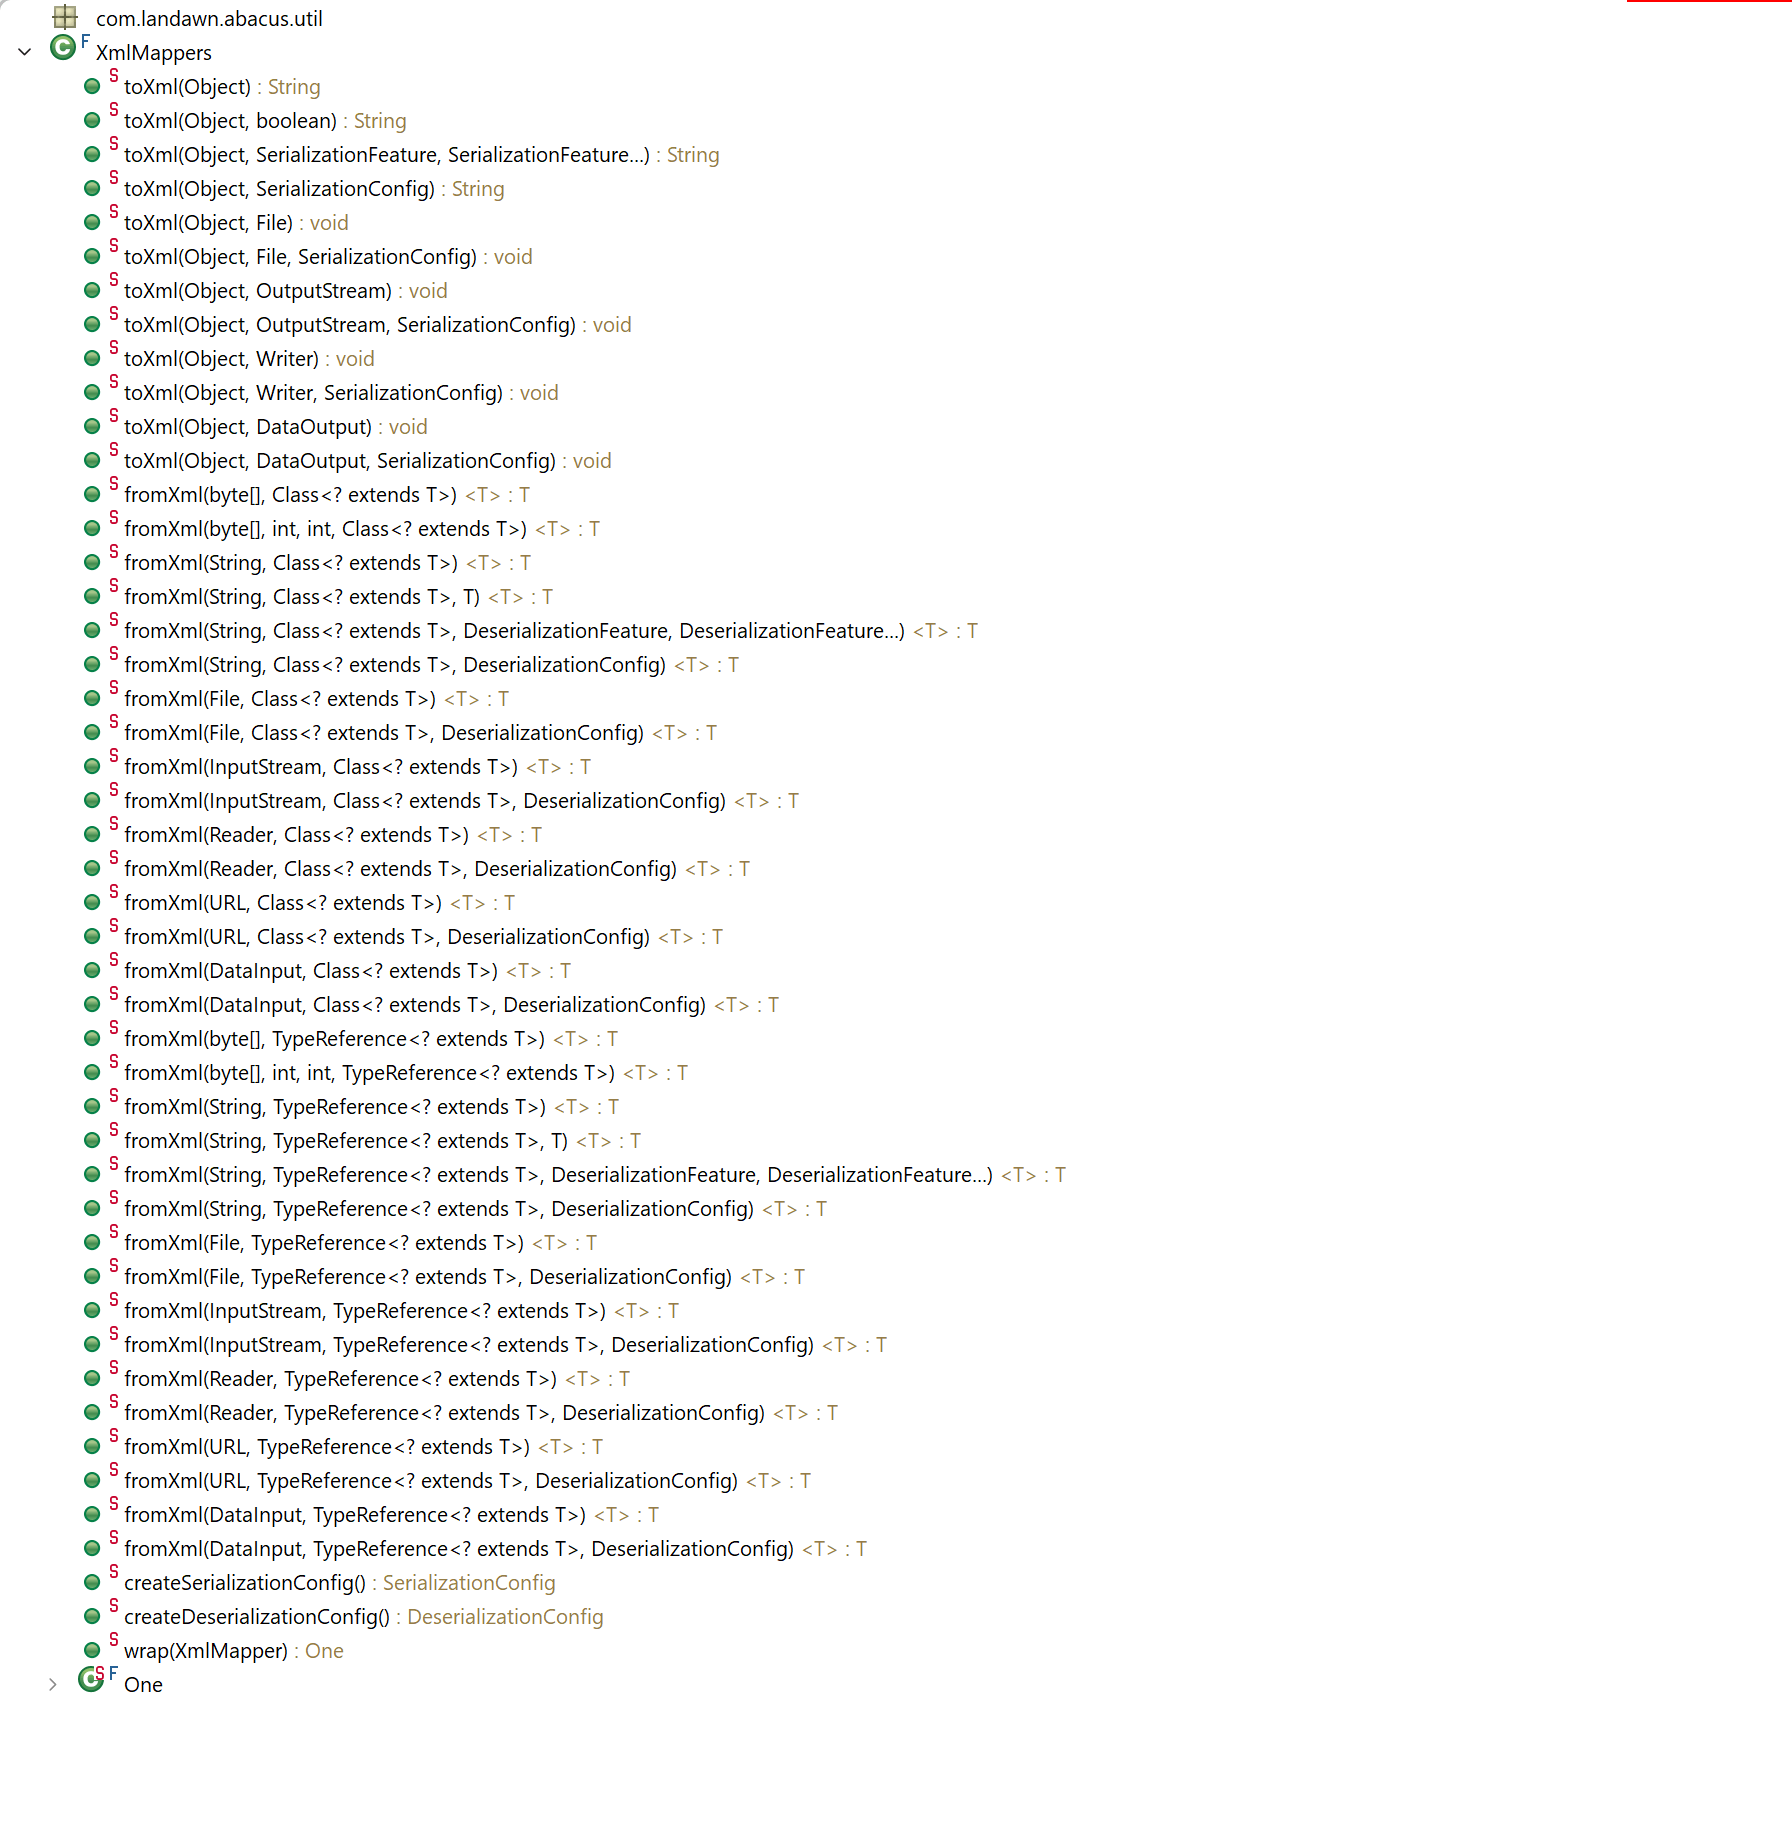 com.landawn.abacus.util
XmlMappers
toXml(Object) : String
toXml(Object, boolean) : String
toXml(Object, SerializationFeature, SerializationFeature...) : String
toXml(Object, SerializationConfig) : String
toXml(Object, File) : void
toXml(Object, File, SerializationConfig) : void
toXml(Object, OutputStream) : void
toXml(Object, OutputStream, SerializationConfig) : void
toXml(Object, Writer) : void
toXml(Object, Writer, SerializationConfig) : void
toXml(Object, DataOutput) : void
toXml(Object, DataOutput, SerializationConfig) : void
fromXml(byte[], Class<? extends T>) <T> : T
fromXml(byte[], int, int, Class<? extends T>) <T> : T
fromXml(String, Class<? extends T>) <T> : T
fromXml(String, Class<? extends T>, T) <T> : T
fromXml(String, Class<? extends T>, DeserializationFeature, DeserializationFeature...) <T> : T
fromXml(String, Class<? extends T>, DeserializationConfig) <T> : T
fromXml(File, Class<? extends T>) <T> : T
fromXml(File, Class<? extends T>, DeserializationConfig) <T> : T
fromXml(InputStream, Class<? extends T>) <T> : T
fromXml(InputStream, Class<? extends T>, DeserializationConfig) <T> : T
fromXml(Reader, Class<? extends T>) <T> : T
fromXml(Reader, Class<? extends T>, DeserializationConfig) <T> : T
fromXml(URL, Class<? extends T>) <T> : T
fromXml(URL, Class<? extends T>, DeserializationConfig) <T> : T
fromXml(DataInput, Class<? extends T>) <T> : T
fromXml(DataInput, Class<? extends T>, DeserializationConfig) <T> : T
fromXml(byte[], TypeReference<? extends T>) <T> : T
fromXml(byte[], int, int, TypeReference<? extends T>) <T> : T
fromXml(String, TypeReference<? extends T>) <T> : T
fromXml(String, TypeReference<? extends T>, T) <T> : T
fromXml(String, TypeReference<? extends T>, DeserializationFeature, DeserializationFeature...) <T> : T
fromXml(String, TypeReference<? extends T>, DeserializationConfig) <T> : T
fromXml(File, TypeReference<? extends T>) <T> : T
fromXml(File, TypeReference<? extends T>, DeserializationConfig) <T> : T
fromXml(InputStream, TypeReference<? extends T>) <T> : T
fromXml(InputStream, TypeReference<? extends T>, DeserializationConfig) <T> : T
fromXml(Reader, TypeReference<? extends T>) <T> : T
fromXml(Reader, TypeReference<? extends T>, DeserializationConfig) <T> : T
fromXml(URL, TypeReference<? extends T>) <T> : T
fromXml(URL, TypeReference<? extends T>, DeserializationConfig) <T> : T
fromXml(DataInput, TypeReference<? extends T>) <T> : T
fromXml(DataInput, TypeReference<? extends T>, DeserializationConfig) <T> : T
createSerializationConfig() : SerializationConfig
createDeserializationConfig() : DeserializationConfig
wrap(XmlMapper) : One
One